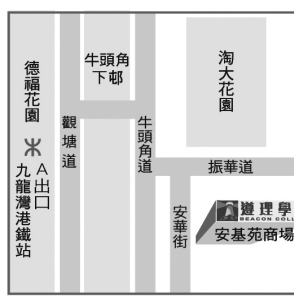 德福花園
九龍灣港鐵站
A出口
觀塘道
牛頭角
下邨
牛頭角道
淘大花園
振華道
安華街
遵理學
BEACON COLL
安基苑商場